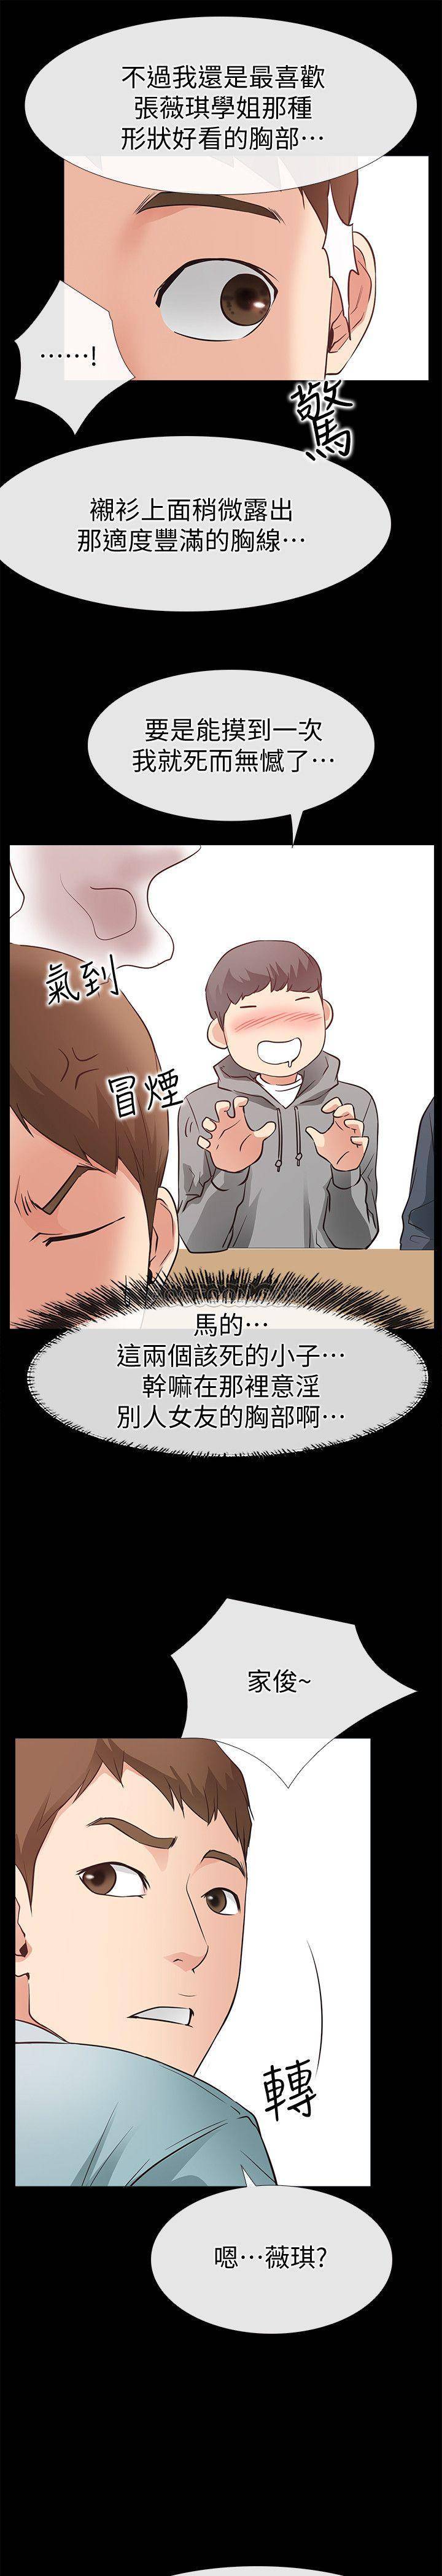 不過我還是最喜歡
張薇琪學姐那種
形狀好看的胸部⋯
⋯⋯!
驚
襯衫上面稍微露出
那適度豐滿的胸線⋯
要是能摸到一次
我就死而無憾了⋯
氣到
冒煙
馬的⋯
這兩個該死的小子⋯
幹嘛在那裡意淫
別人女友的胸部啊⋯
家俊~
轉
嗯⋯薇琪?